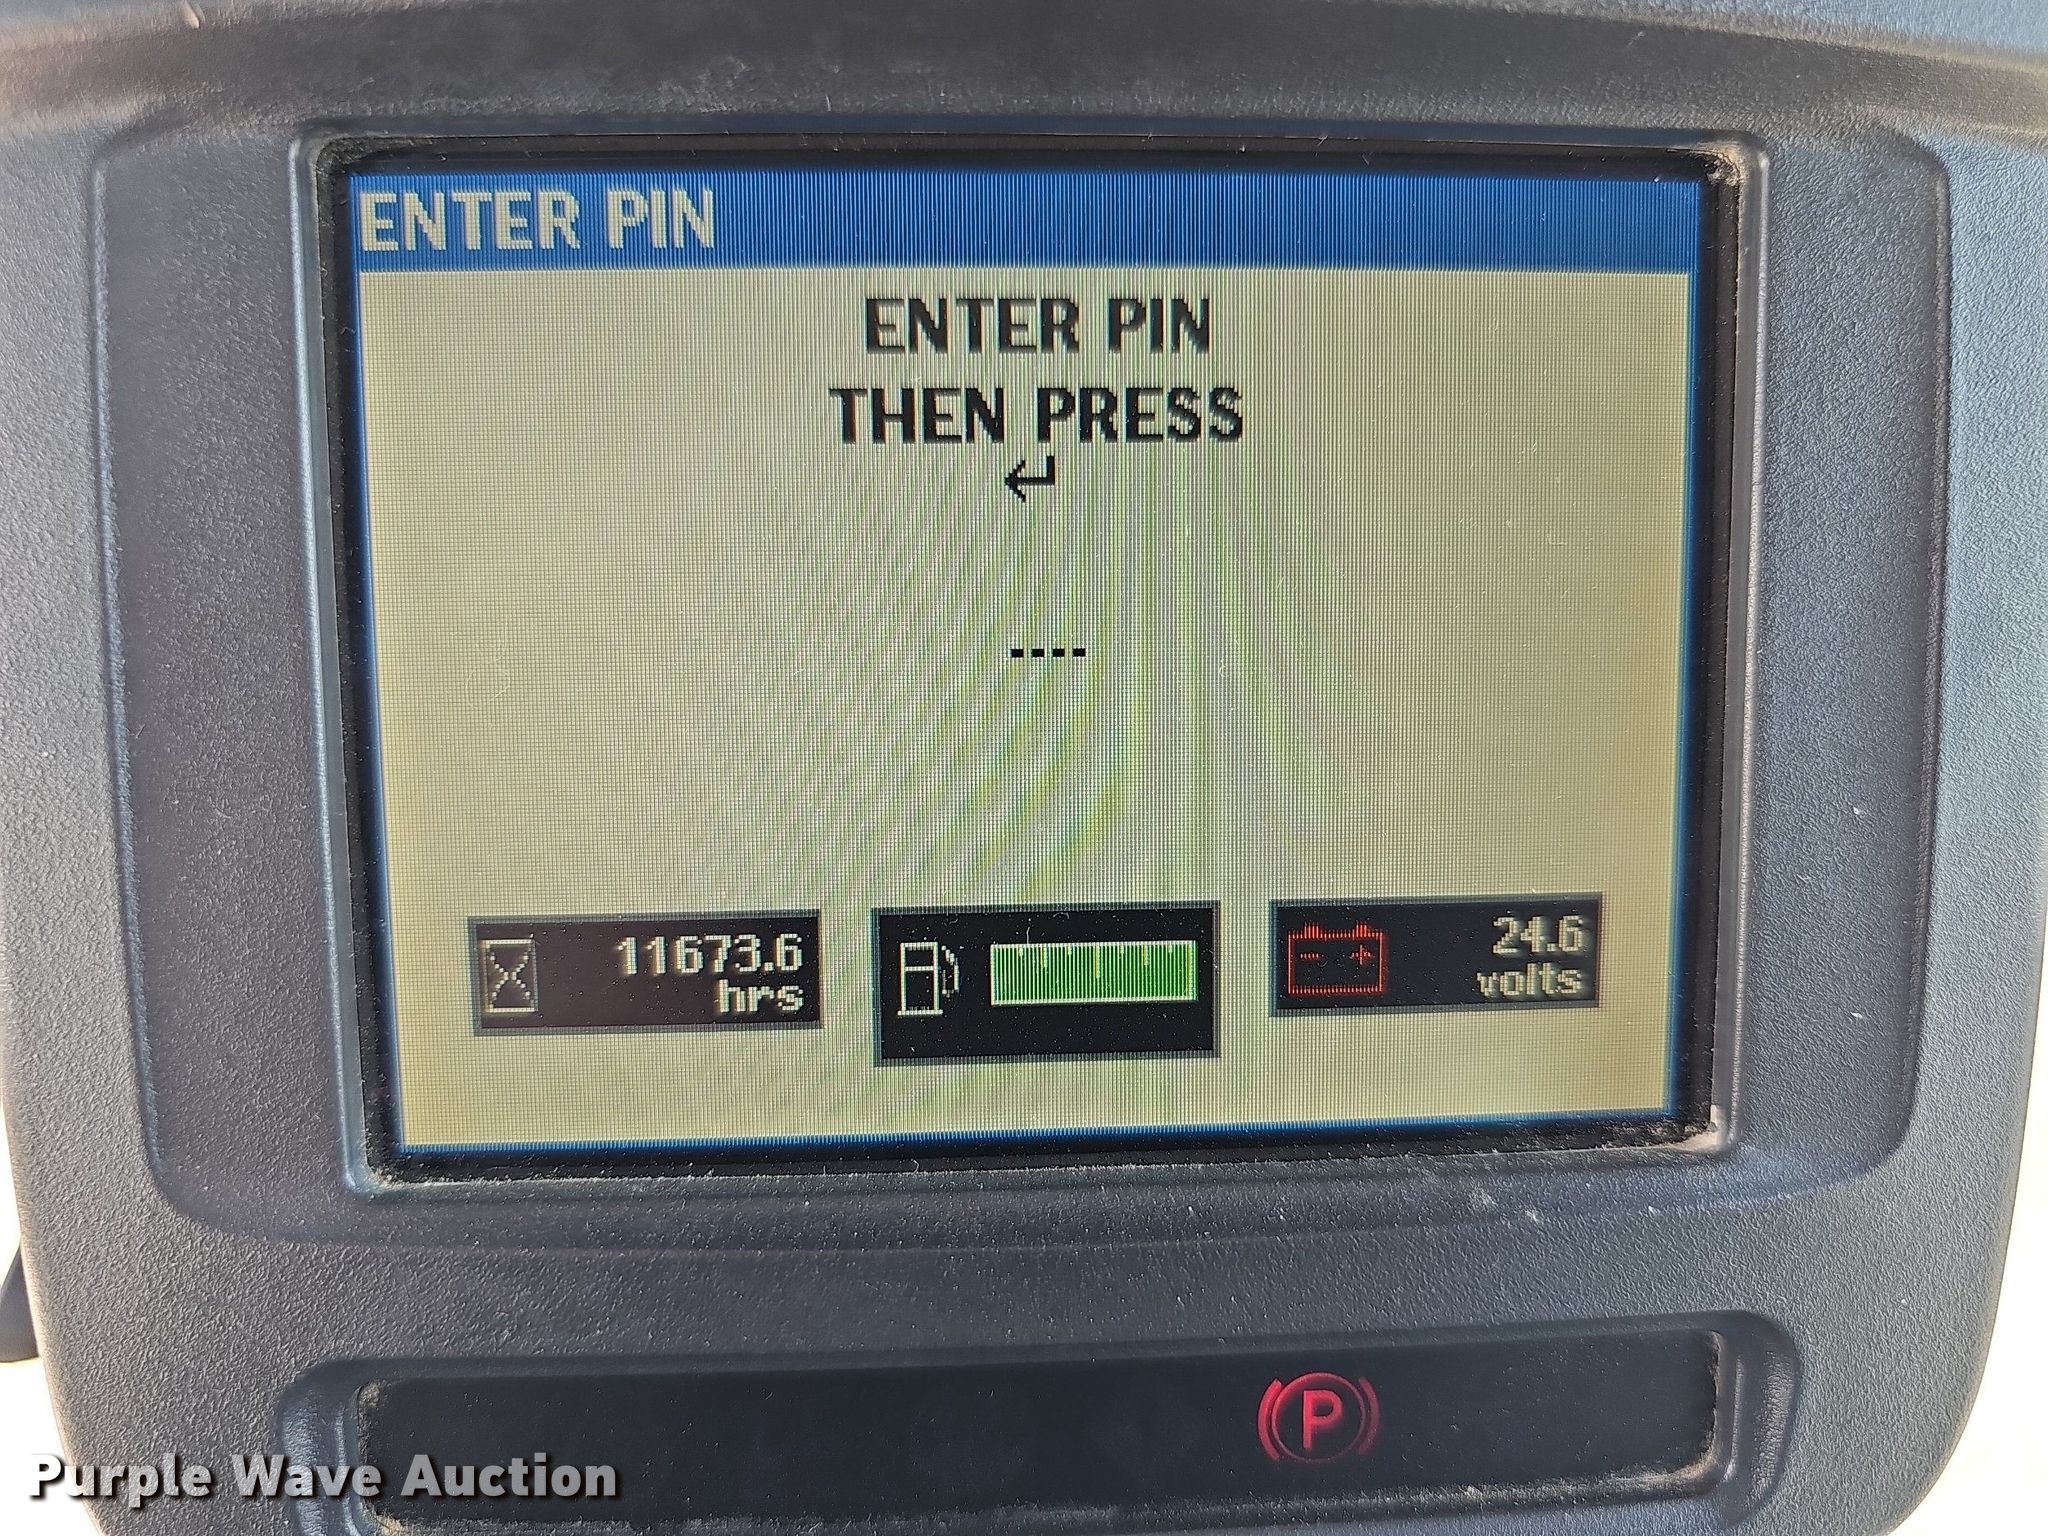 ENTER PIN
ENTER PIN
THEN PRESS
↵
----
11673.6
hrs
24.6
volts
P
Purple Wave Auction